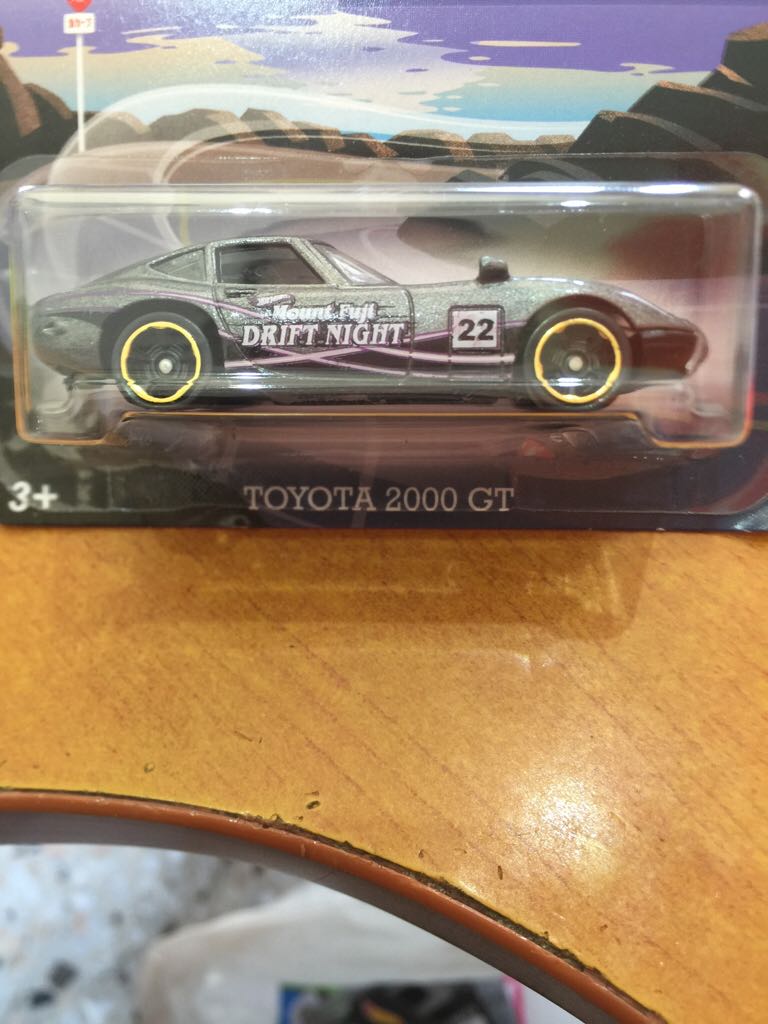 Mount Fuji
DRIFT NIGHT
22
3+
TOYOTA 2000 GT